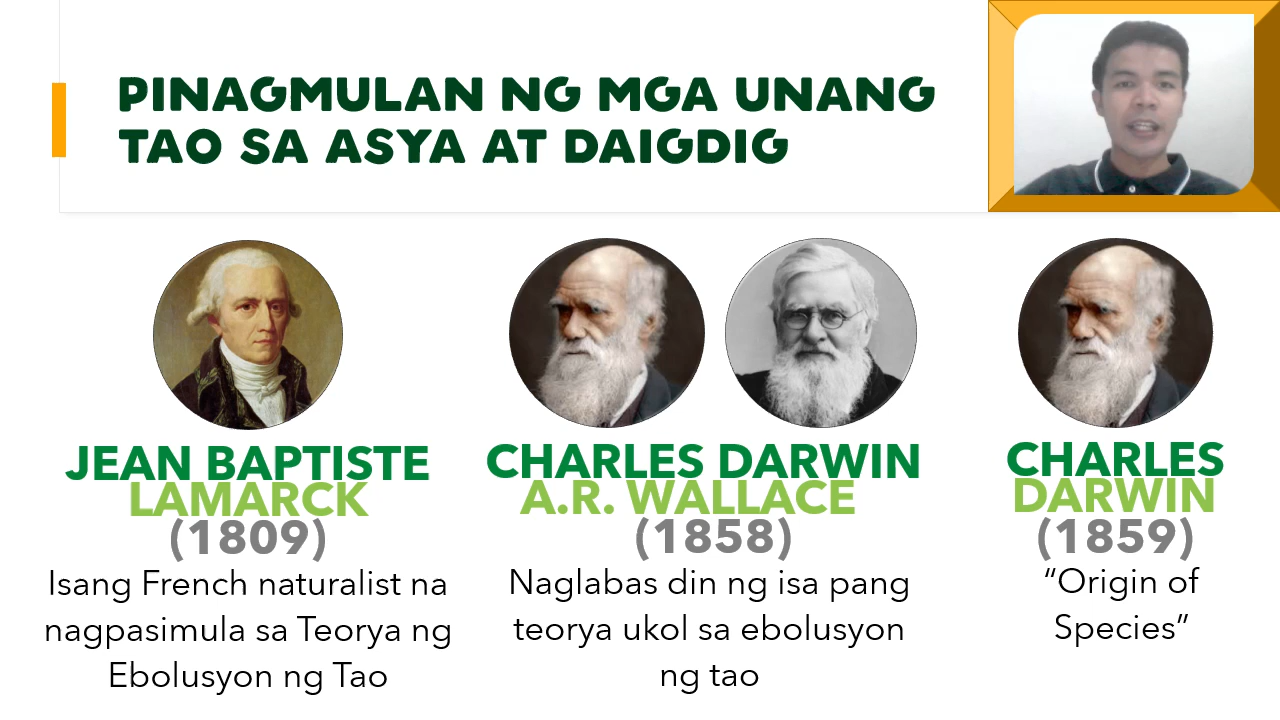 PINAGMULAN NG MGA UNANG
TAO SA ASYA AT DAIGDIG
JEAN BAPTISTE
LAMARCK
(1809)
Isang French naturalist na
nagpasimula sa Teorya ng
Ebolusyon ng Tao
CHARLES DARWIN
A.R. WALLACE
(1858)
Naglabas din ng isa pang
teorya ukol sa ebolusyon
ng tao
CHARLES
DARWIN
(1859)
“Origin of
Species”